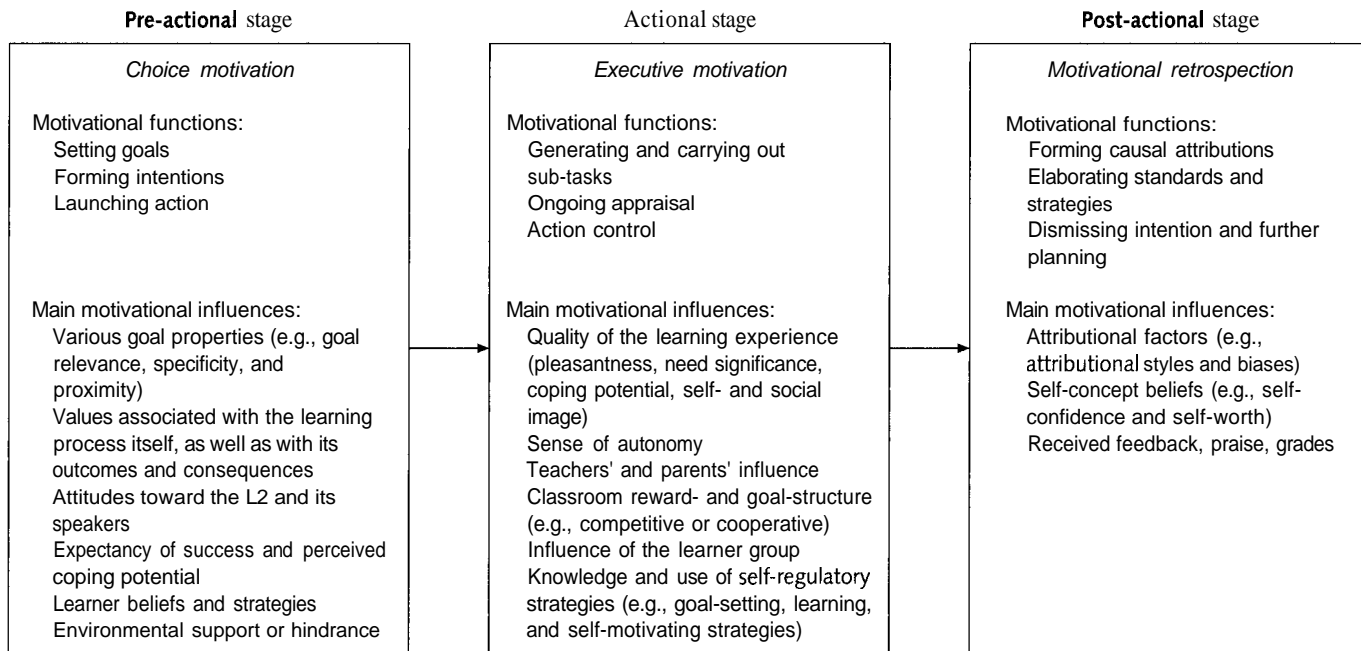 Pre-actional stage
Choice motivation
Motivational functions:
Setting goals
Forming intentions
Launching action
Main motivational influences:
Various goal properties (e.g., goal
relevance, specificity, and
proximity)
Values associated with the learning
process itself, as well as with its
outcomes and consequences
Attitudes toward the L2 and its
speakers
Expectancy of success and perceived
coping potential
Learner beliefs and strategies
Environmental support or hindrance
Actional stage
Executive motivation
Motivational functions:
Generating and carrying out
sub-tasks
Ongoing appraisal
Action control
Main motivational influences:
Quality of the learning experience
(pleasantness, need significance,
coping potential, self- and social
image)
Sense of autonomy
Teachers' and parents' influence
Classroom reward- and goal-structure
(e.g., competitive or cooperative)
Influence of the learner group
Knowledge and use of self-regulatory
strategies (e.g., goal-setting, learning,
and self-motivating strategies)
Post-actional stage
Motivational retrospection
Motivational functions:
Forming causal attributions
Elaborating standards and
strategies
Dismissing intention and further
planning
Main motivational influences:
Attributional factors (e.g.,
attributional styles and biases)
Self-concept beliefs (e.g., self-
confidence and self-worth)
Received feedback, praise, grades